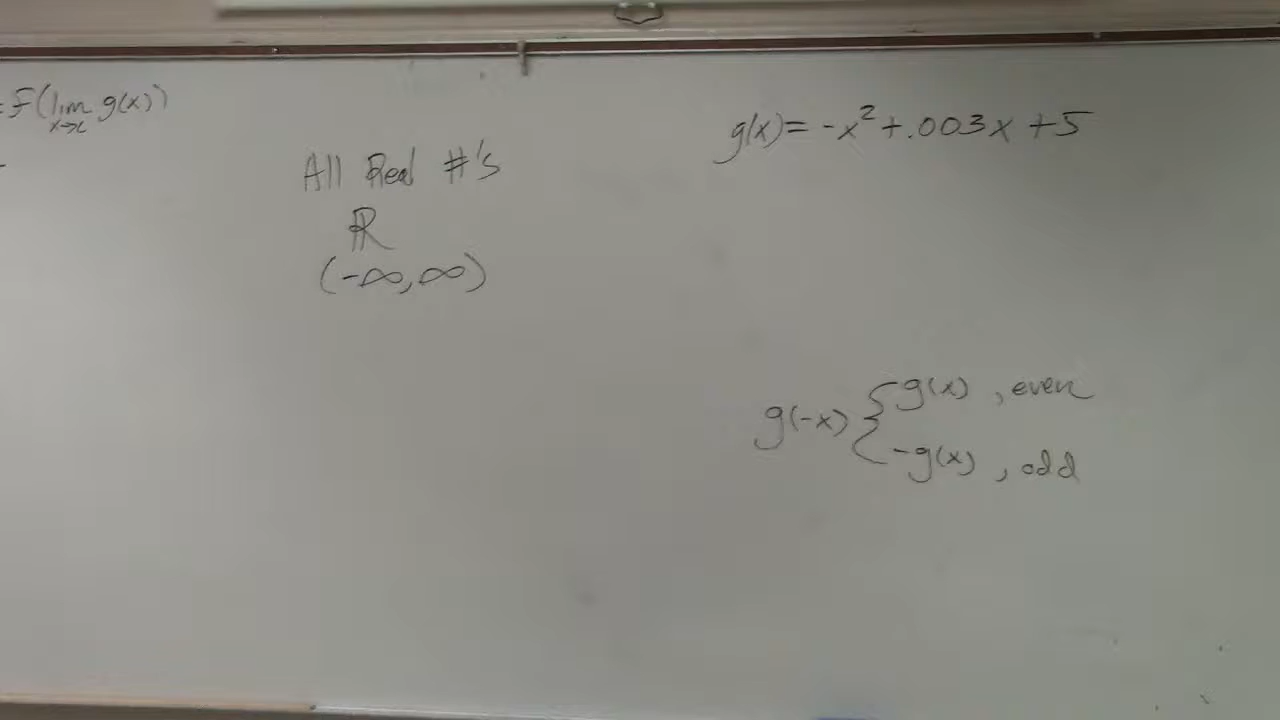 = F(lim g(x))
x→c
All Real #'s
ℝ
(-∞,∞)
g(x) = -x² + .003x + 5
g(-x) { g(x) , even
-g(x) , odd